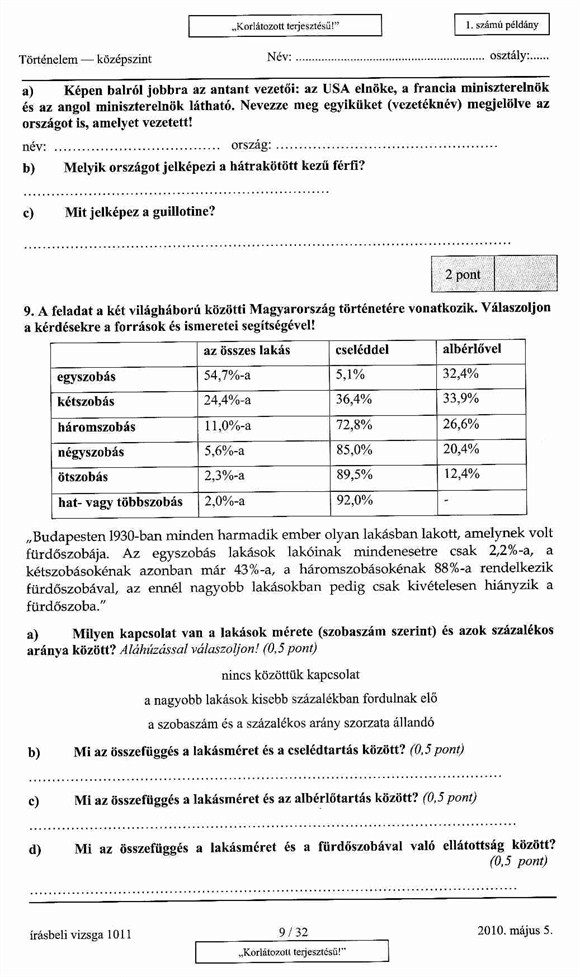 „Korlátozott terjesztésű!”
1. számú példány
Történelem — középszint Név: ................................................................ osztály:......
a) Képen balról jobbra az antant vezetői: az USA elnöke, a francia miniszterelnök
és az angol miniszterelnök látható. Nevezze meg egyiküket (vezetéknév) megjelölve az
országot is, amelyet vezetett!
név: ............................................. ország: ............................................................
b) Melyik országot jelképezi a hátrakötött kezű férfi?
....................................................................................
c) Mit jelképez a guillotine?
....................................................................................................................................
2 pont
9. A feladat a két világháború közötti Magyarország történetére vonatkozik. Válaszoljon
a kérdésekre a források és ismeretei segítségével!
az összes lakás cseléddel albérlővel
egyszobás 54,7%-a 5,1% 32,4%
kétszobás 24,4%-a 36,4% 33,9%
háromszobás 11,0%-a 72,8% 26,6%
négyszobás 5,6%-a 85,0% 20,4%
ötszobás 2,3%-a 89,5% 12,4%
hat- vagy többszobás 2,0%-a 92,0% -
„Budapesten 1930-ban minden harmadik ember olyan lakásban lakott, amelynek volt
fürdőszobája. Az egyszobás lakások lakóinak mindenesetre csak 2,2%-a, a
kétszobásokénak azonban már 43%-a, a háromszobásokénak 88%-a rendelkezik
fürdőszobával, az ennél nagyobb lakásokban pedig csak kivételesen hiányzik a
fürdőszoba.”
a) Milyen kapcsolat van a lakások mérete (szobaszám szerint) és azok százalékos
aránya között? Aláhúzással válaszoljon! (0,5 pont)
nincs közöttük kapcsolat
a nagyobb lakások kisebb százalékban fordulnak elő
a szobaszám és a százalékos arány szorzata állandó
b) Mi az összefüggés a lakásméret és a cselédtartás között? (0,5 pont)
....................................................................................................................................
c) Mi az összefüggés a lakásméret és az albérlőtartás között? (0,5 pont)
....................................................................................................................................
d) Mi az összefüggés a lakásméret és a fürdőszobával való ellátottság között?
(0,5 pont)
....................................................................................................................................
írásbeli vizsga 1011 9 / 32 2010. május 5.
„Korlátozott terjesztésű!”